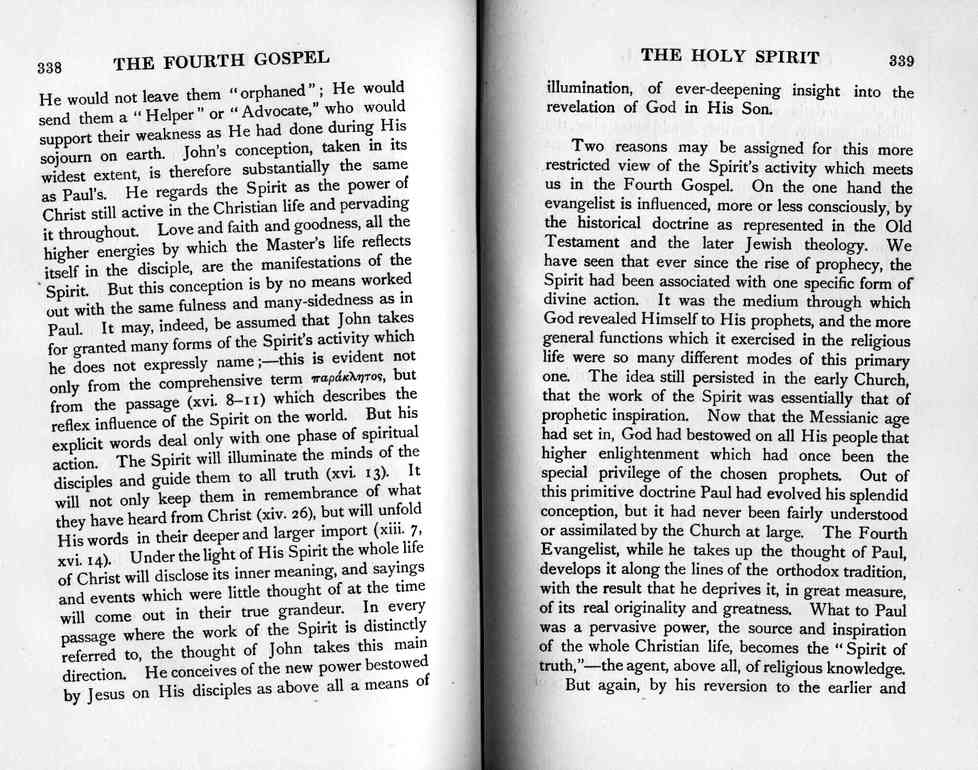 338 THE FOURTH GOSPEL
He would not leave them "orphaned"; He would
send them a "Helper" or "Advocate," who would
support their weakness as He had done during His
sojourn on earth. John's conception, taken in its
widest extent, is therefore substantially the same
as Paul's. He regards the Spirit as the power of
Christ still active in the Christian life and pervading
it throughout. Love and faith and goodness, all the
higher energies by which the Master's life reflects
itself in the disciple, are the manifestations of the
Spirit. But this conception is by no means worked
out with the same fulness and many-sidedness as in
Paul. It may, indeed, be assumed that John takes
for granted many forms of the Spirit's activity which
he does not expressly name;—this is evident not
only from the comprehensive term παράκλητος, but
from the passage (xvi. 8–11) which describes the
reflex influence of the Spirit on the world. But his
explicit words deal only with one phase of spiritual
action. The Spirit will illuminate the minds of the
disciples and guide them to all truth (xvi. 13). It
will not only keep them in remembrance of what
they have heard from Christ (xiv. 26), but will unfold
His words in their deeper and larger import (xiii. 7,
xvi. 14). Under the light of His Spirit the whole life
of Christ will disclose its inner meaning, and sayings
and events which were little thought of at the time
will come out in their true grandeur. In every
passage where the work of the Spirit is distinctly
referred to, the thought of John takes this main
direction. He conceives of the new power bestowed
by Jesus on His disciples as above all a means of
THE HOLY SPIRIT 339
illumination, of ever-deepening insight into the
revelation of God in His Son.
Two reasons may be assigned for this more
restricted view of the Spirit's activity which meets
us in the Fourth Gospel. On the one hand the
evangelist is influenced, more or less consciously, by
the historical doctrine as represented in the Old
Testament and the later Jewish theology. We
have seen that ever since the rise of prophecy, the
Spirit had been associated with one specific form of
divine action. It was the medium through which
God revealed Himself to His prophets, and the more
general functions which it exercised in the religious
life were so many different modes of this primary
one. The idea still persisted in the early Church,
that the work of the Spirit was essentially that of
prophetic inspiration. Now that the Messianic age
had set in, God had bestowed on all His people that
higher enlightenment which had once been the
special privilege of the chosen prophets. Out of
this primitive doctrine Paul had evolved his splendid
conception, but it had never been fairly understood
or assimilated by the Church at large. The Fourth
Evangelist, while he takes up the thought of Paul,
develops it along the lines of the orthodox tradition,
with the result that he deprives it, in great measure,
of its real originality and greatness. What to Paul
was a pervasive power, the source and inspiration
of the whole Christian life, becomes the "Spirit of
truth,"—the agent, above all, of religious knowledge.
But again, by his reversion to the earlier and